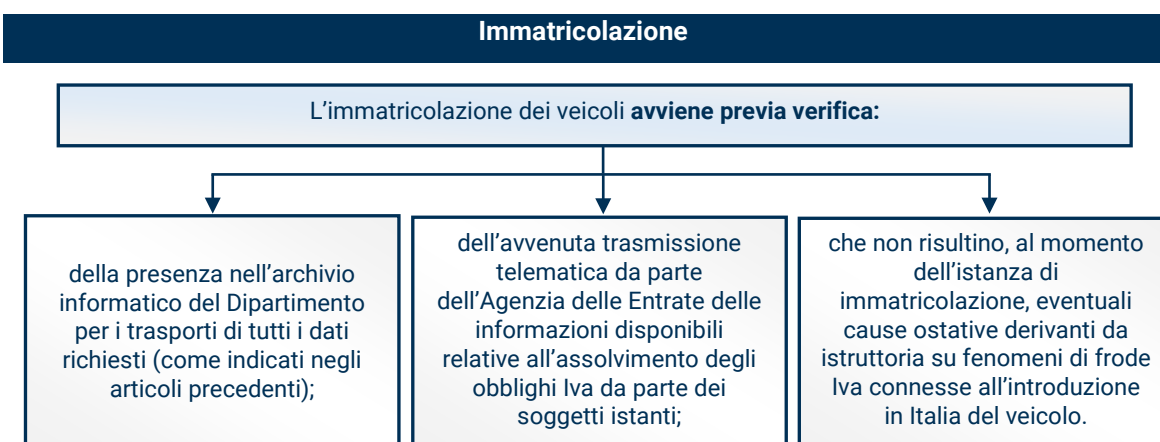 Immatricolazione
L'immatricolazione dei veicoli avviene previa verifica:
della presenza nell'archivio
informatico del Dipartimento
per i trasporti di tutti i dati
richiesti (come indicati negli
articoli precedenti);
dell'avvenuta trasmissione
telematica da parte
dell'Agenzia delle Entrate delle
informazioni disponibili
relative all'assolvimento degli
obblighi Iva da parte dei
soggetti istanti;
che non risultino, al momento
dell'istanza di
immatricolazione, eventuali
cause ostative derivanti da
istruttoria su fenomeni di frode
Iva connesse all'introduzione
in Italia del veicolo.